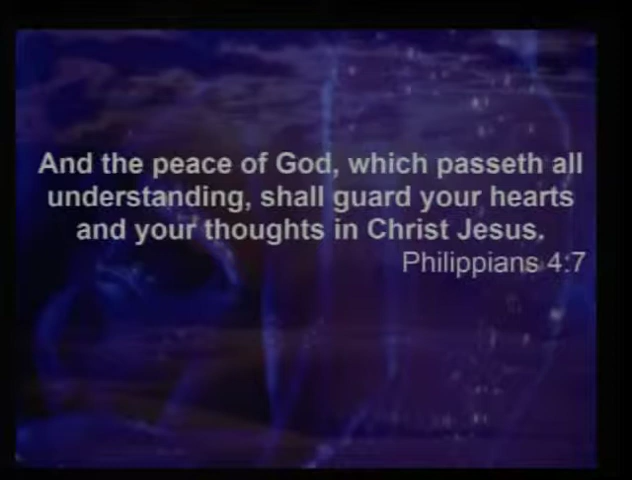 And the peace of God, which passeth all
understanding, shall guard your hearts
and your thoughts in Christ Jesus.
Philippians 4:7